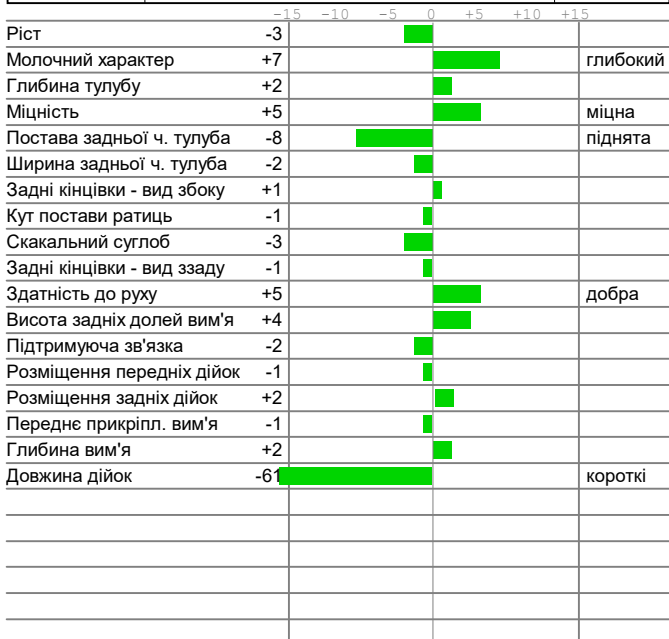 -15 -10 -5 0 +5 +10 +15
Ріст -3
Молочний характер +7 глибокий
Глибина тулубу +2
Міцність +5 міцна
Постава задньої ч. тулуба -8 піднята
Ширина задньої ч. тулуба -2
Задні кінцівки - вид збоку +1
Кут постави ратиць -1
Скакальний суглоб -3
Задні кінцівки - вид ззаду -1
Здатність до руху +5 добра
Висота задніх долей вим'я +4
Підтримуюча зв'язка -2
Розміщення передніх дійок -1
Розміщення задніх дійок +2
Переднє прикріпл. вим'я -1
Глибина вим'я +2
Довжина дійок -61 короткі